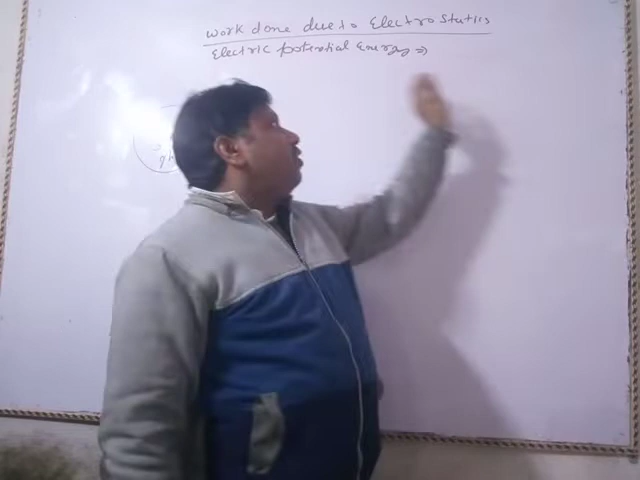 work done due to Electrostatics
Electric potential Energy ⇒